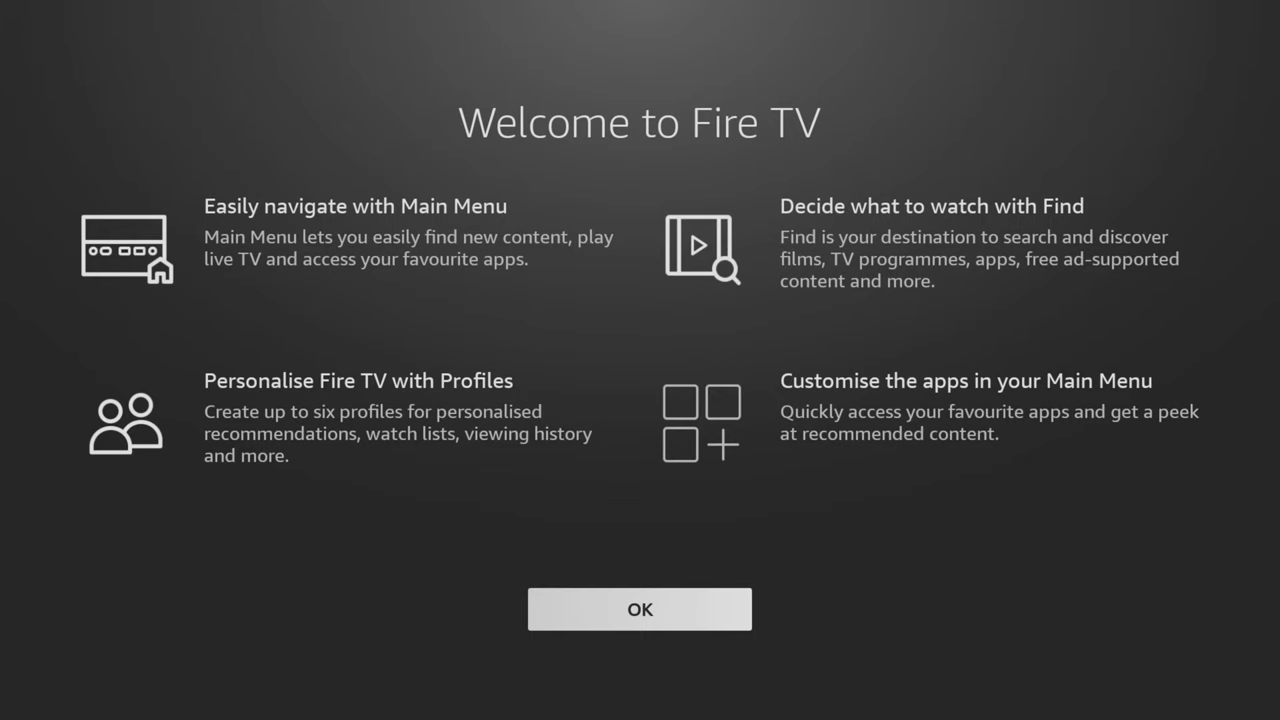 Welcome to Fire TV
Easily navigate with Main Menu
Main Menu lets you easily find new content, play
live TV and access your favourite apps.
Decide what to watch with Find
Find is your destination to search and discover
films, TV programmes, apps, free ad-supported
content and more.
Personalise Fire TV with Profiles
Create up to six profiles for personalised
recommendations, watch lists, viewing history
and more.
Customise the apps in your Main Menu
Quickly access your favourite apps and get a peek
at recommended content.
OK